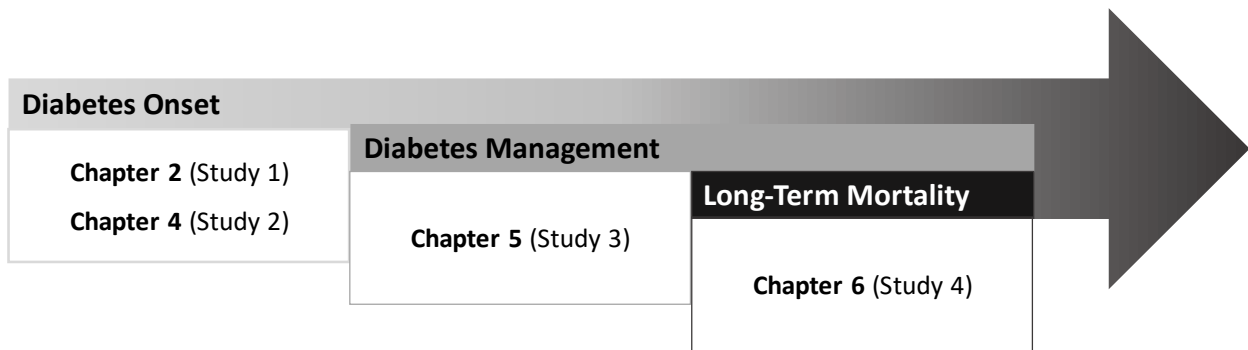 Diabetes Onset
Chapter 2 (Study 1)
Chapter 4 (Study 2)
Diabetes Management
Chapter 5 (Study 3)
Long-Term Mortality
Chapter 6 (Study 4)